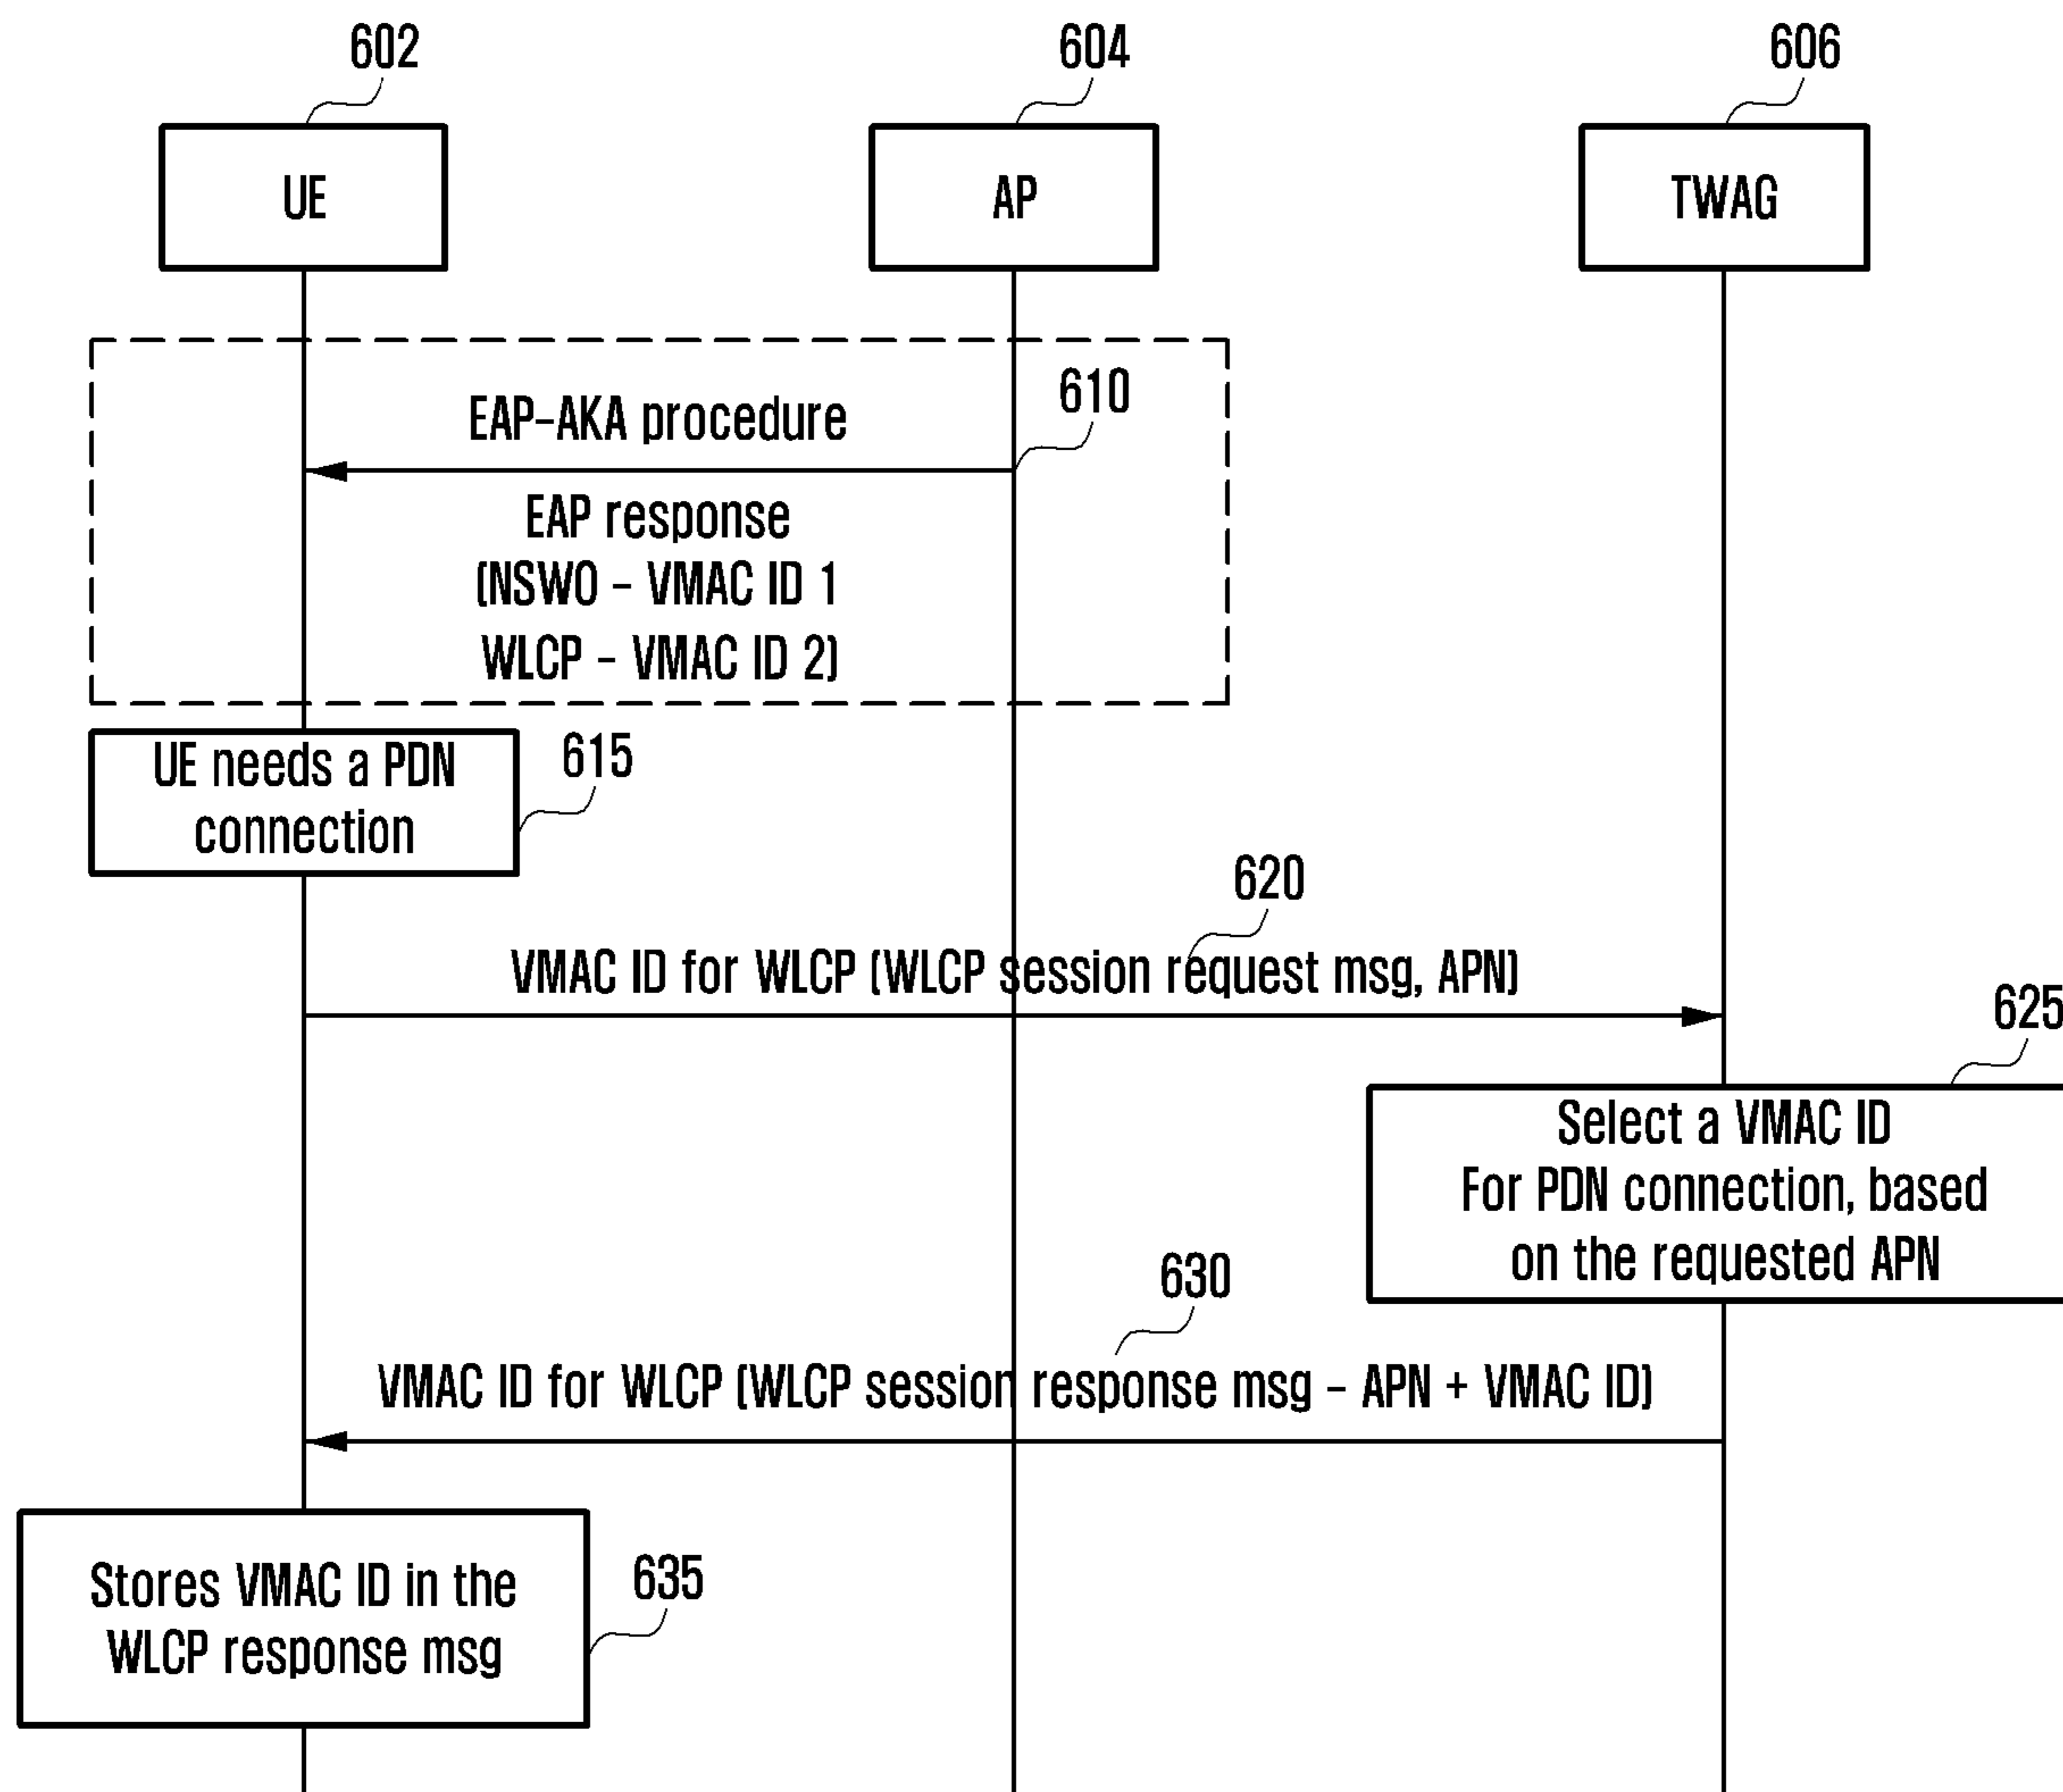 602
604
606
UE
AP
TWAG
610
EAP–AKA procedure
EAP response
(NSWO – VMAC ID 1
WLCP – VMAC ID 2)
UE needs a PDN
connection
615
620
VMAC ID for WLCP (WLCP session request msg, APN)
625
Select a VMAC ID
For PDN connection, based
on the requested APN
630
VMAC ID for WLCP (WLCP session response msg – APN + VMAC ID)
Stores VMAC ID in the
WLCP response msg
635